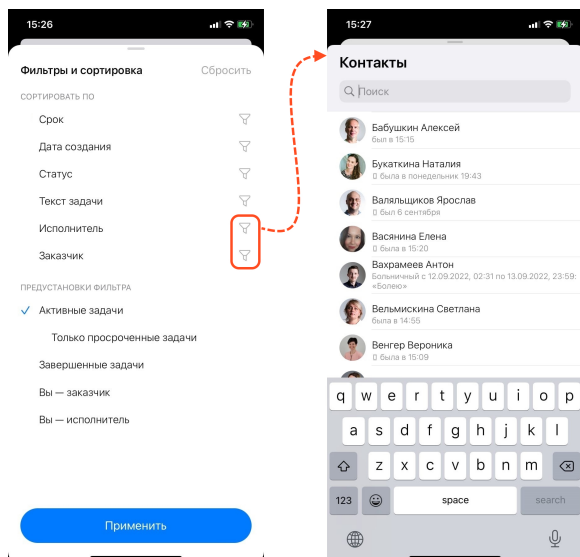 15:26
Фильтры и сортировка
Сбросить
СОРТИРОВАТЬ ПО
Срок
Дата создания
Статус
Текст задачи
Исполнитель
Заказчик
ПРЕДУСТАНОВКИ ФИЛЬТРА
Активные задачи
Только просроченные задачи
Завершенные задачи
Вы — заказчик
Вы — исполнитель
Применить
15:27
Контакты
Поиск
Бабушкин Алексей
был в 15:15
Букаткина Наталия
была в понедельник 19:43
Валяльщиков Ярослав
был 6 сентября
Васянина Елена
была в 15:20
Вахрамеев Антон
Больничный с 12.09.2022, 02:31 по 13.09.2022, 23:59:
«Болею»
Вельмискина Светлана
была в 14:55
Венгер Вероника
была в 15:09
q w e r t y u i o p
a s d f g h j k l
z x c v b n m
123 space search